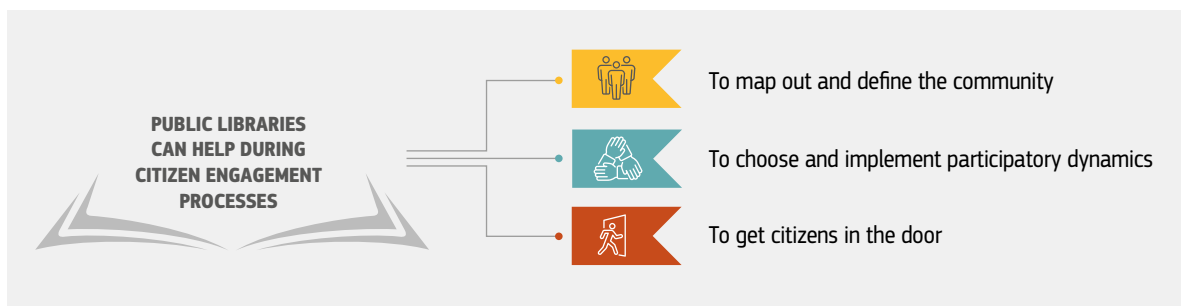 PUBLIC LIBRARIES
CAN HELP DURING
CITIZEN ENGAGEMENT
PROCESSES
To map out and define the community
To choose and implement participatory dynamics
To get citizens in the door